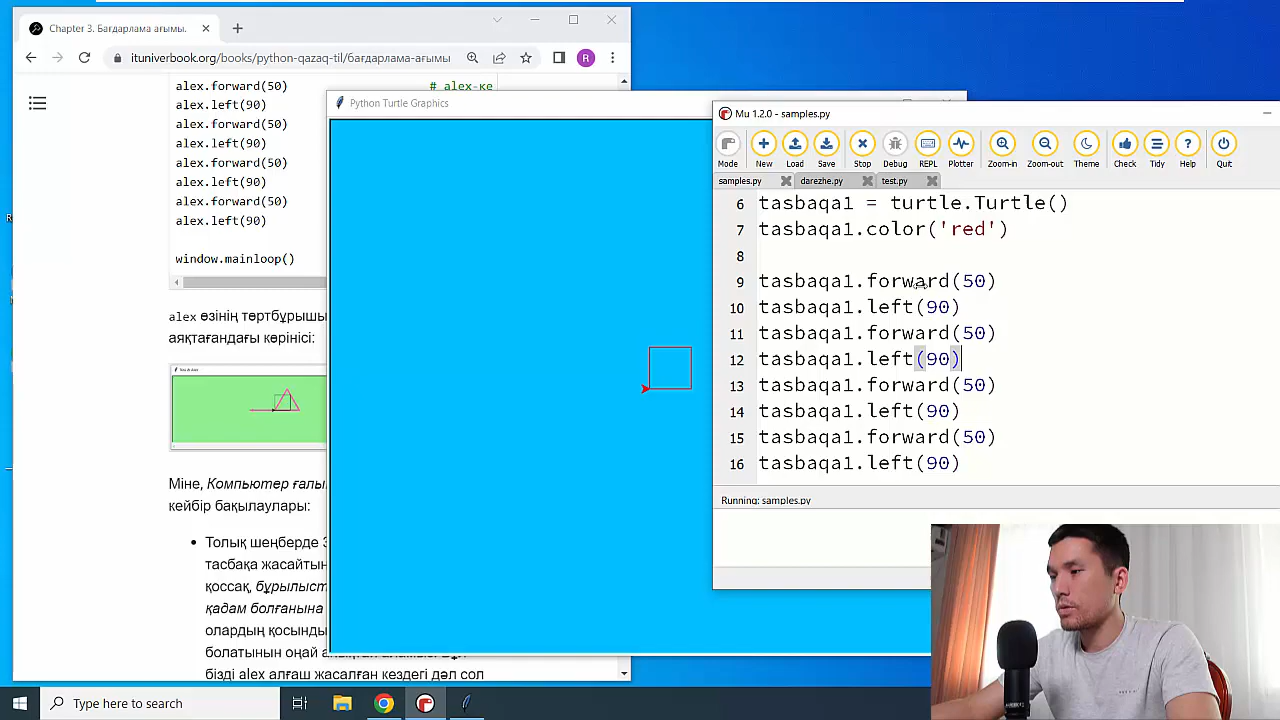 Chapter 3. Бағдарлама ағымы.
ituniverbook.org/books/python-qazaq-til/бағдарлама-ағымы
R
alex.forward(50) # alex-ке
alex.left(90)
alex.forward(50)
alex.left(90)
alex.forward(50)
alex.left(90)
alex.forward(50)
alex.left(90)
window.mainloop()
alex өзінің төртбұрышы
аяқтағандағы көрінісі:
Міне, Компьютер ғалы
кейбір бақылаулары:
Толық шеңберде 3
тасбақа жасайтын
қоссақ, бұрылыст
қадам болғанына
олардың қосынды
болатынын оңай
бізді alex алғаш жасалған кездегі дәл сол
Python Turtle Graphics
Mu 1.2.0 - samples.py
Mode New Load Save Stop Debug REPL Plotter Zoom-in Zoom-out Theme Check Tidy Help Quit
samples.py darezhe.py test.py
6 tasbaqa1 = turtle.Turtle()
7 tasbaqa1.color('red')
8
9 tasbaqa1.forward(50)
10 tasbaqa1.left(90)
11 tasbaqa1.forward(50)
12 tasbaqa1.left(90)
13 tasbaqa1.forward(50)
14 tasbaqa1.left(90)
15 tasbaqa1.forward(50)
16 tasbaqa1.left(90)
Running: samples.py
Type here to search